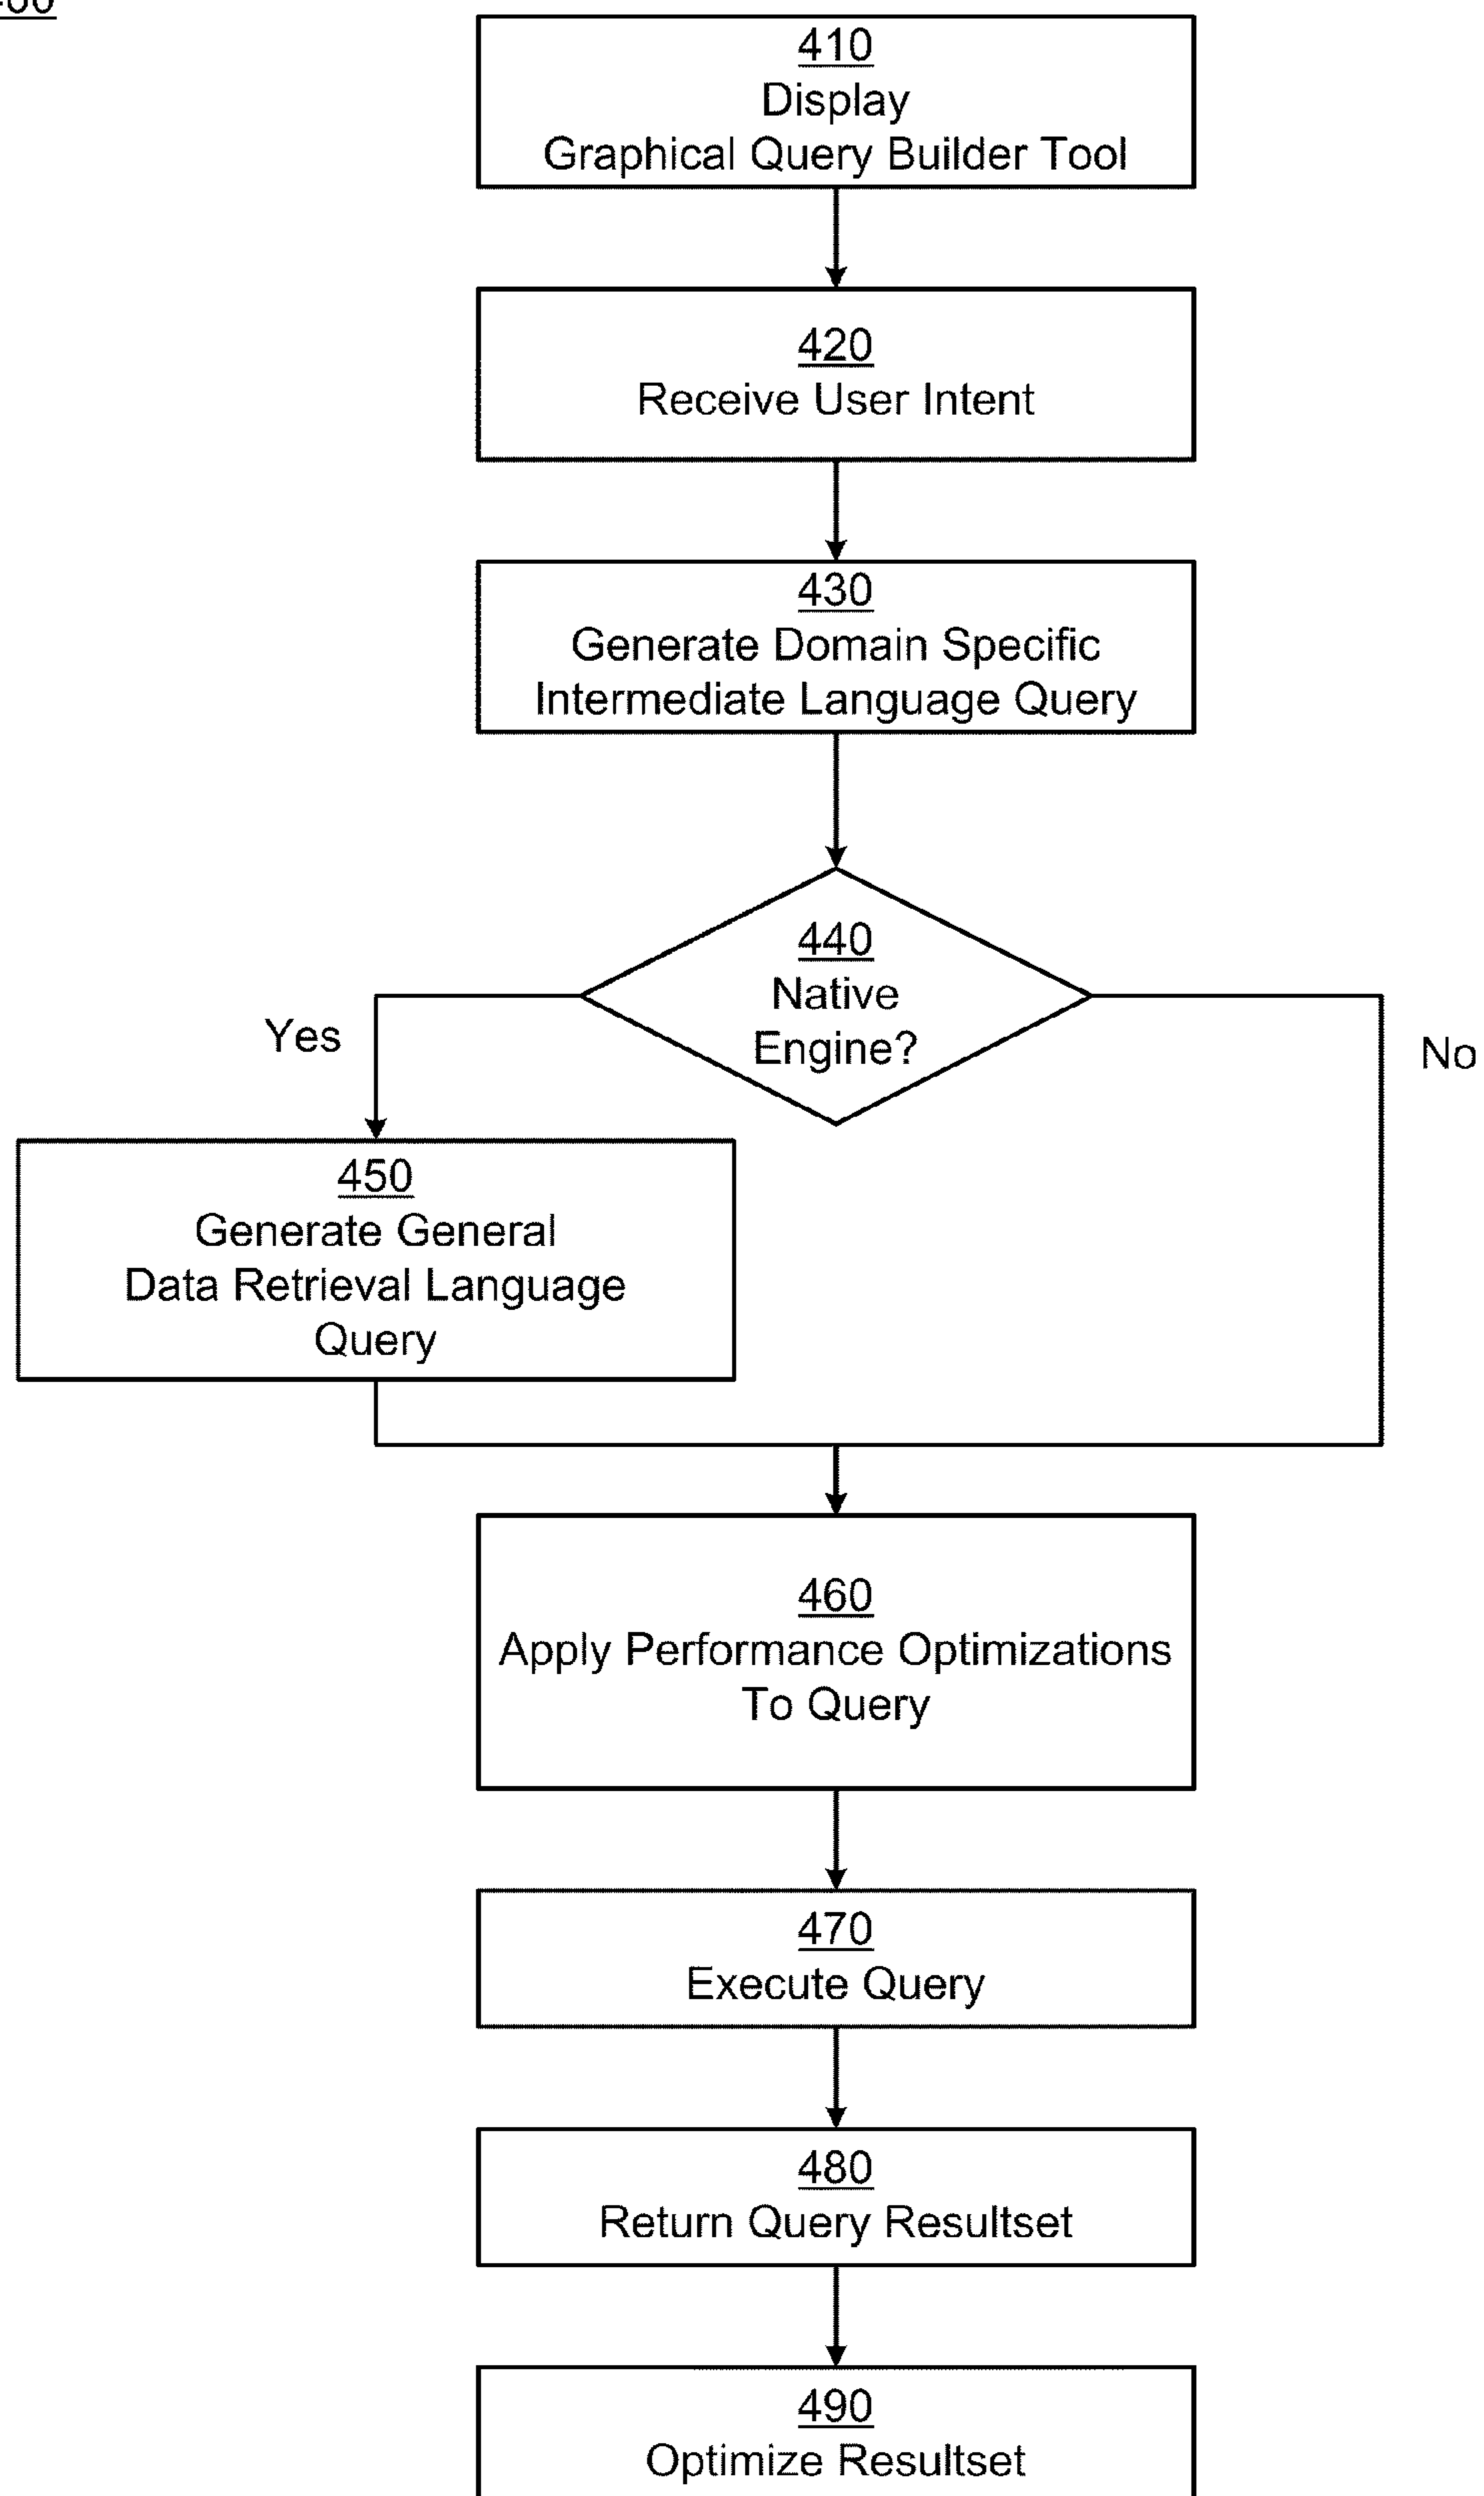 410
Display
Graphical Query Builder Tool
420
Receive User Intent
430
Generate Domain Specific
Intermediate Language Query
440
Native
Engine?
Yes
No
450
Generate General
Data Retrieval Language
Query
460
Apply Performance Optimizations
To Query
470
Execute Query
480
Return Query Resultset
490
Optimize Resultset